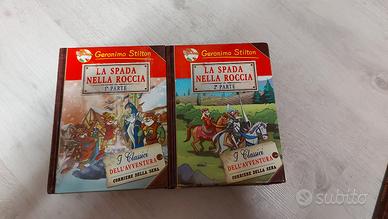 Geronimo Stilton
LA SPADA
NELLA ROCCIA
1ª PARTE
I Classici
DELL'AVVENTURA
CORRIERE DELLA SERA
Geronimo Stilton
LA SPADA
NELLA ROCCIA
2ª PARTE
I Classici
DELL'AVVENTURA
CORRIERE DELLA SERA
subito